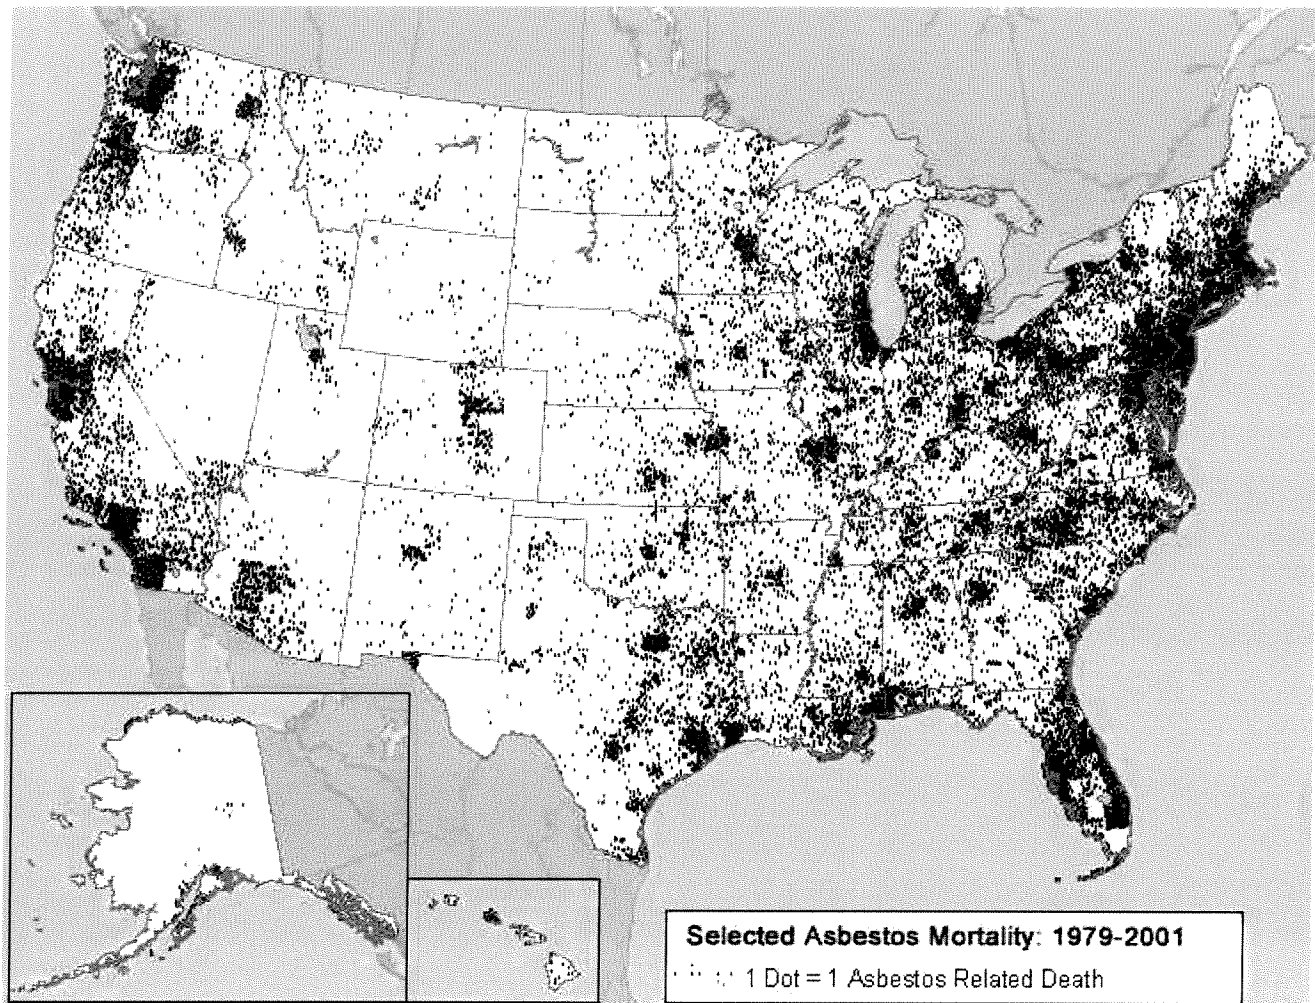 Selected Asbestos Mortality: 1979-2001
1 Dot = 1 Asbestos Related Death